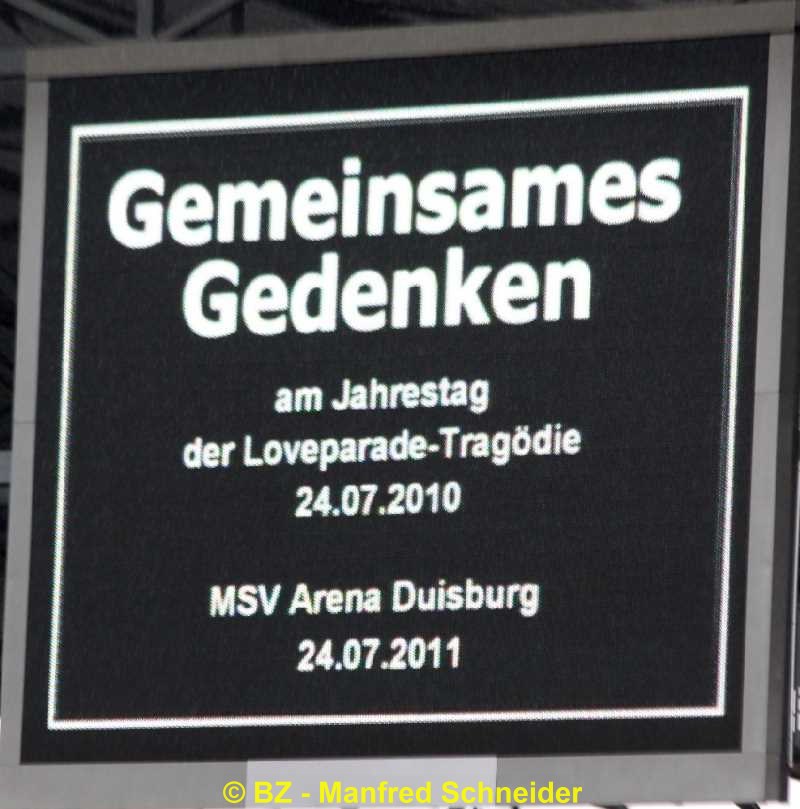 Gemeinsames
Gedenken
am Jahrestag
der Loveparade-Tragödie
24.07.2010
MSV Arena Duisburg
24.07.2011
© BZ - Manfred Schneider